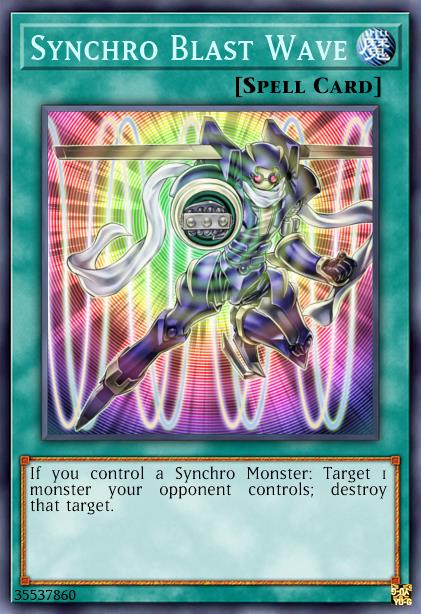 SYNCHRO BLAST WAVE 魔
[SPELL CARD]
If you control a Synchro Monster: Target 1
monster your opponent controls; destroy
that target.
35537860